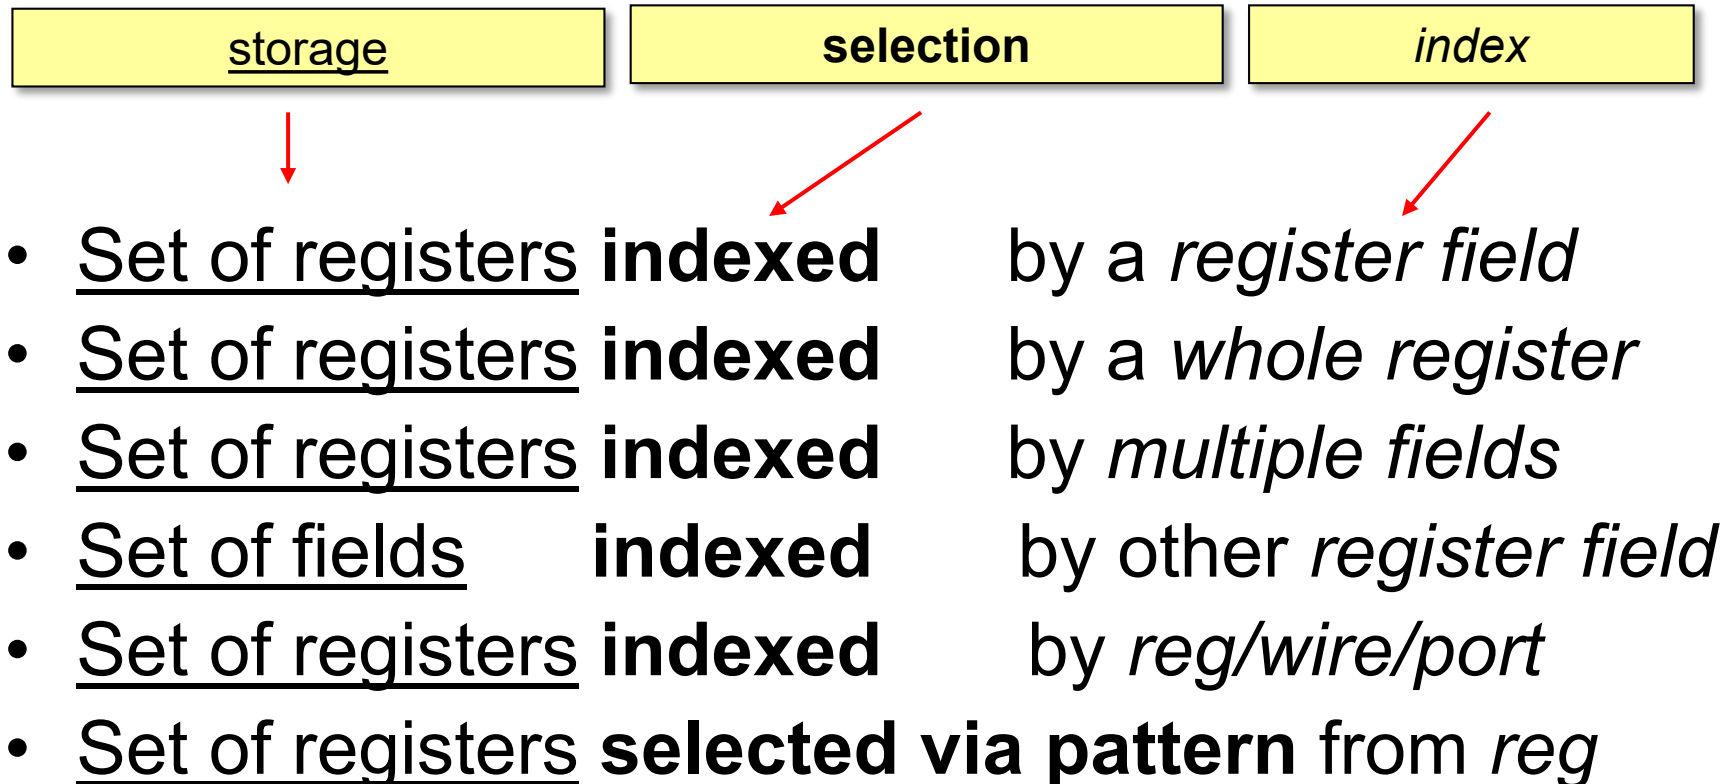 storage selection index
• Set of registers indexed by a register field
• Set of registers indexed by a whole register
• Set of registers indexed by multiple fields
• Set of fields indexed by other register field
• Set of registers indexed by reg/wire/port
• Set of registers selected via pattern from reg